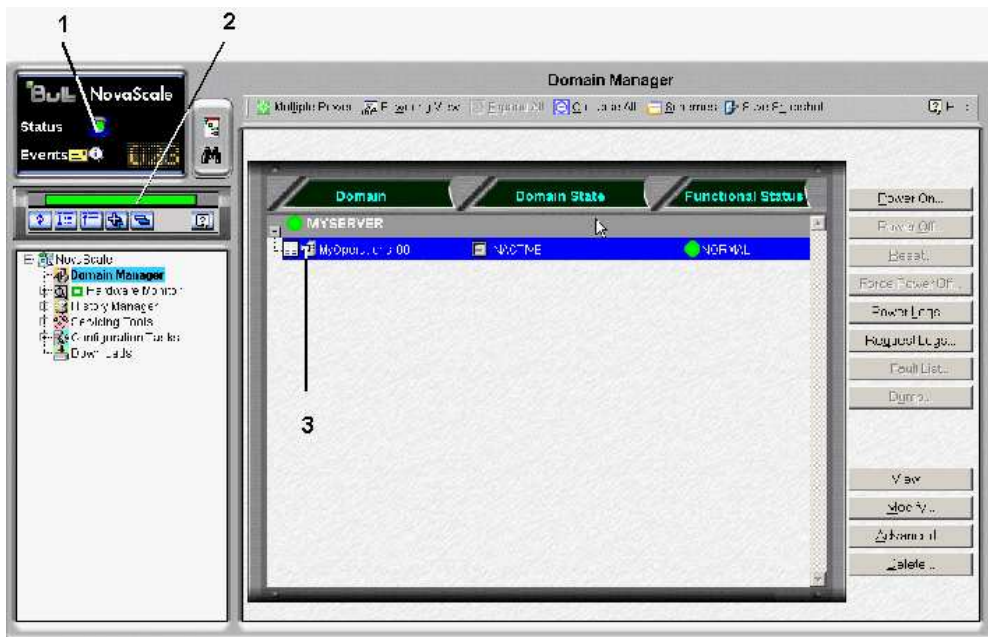 1
2
Bull NovaScale
Status
Events
Domain Manager
Multiple Power
Domain
Domain State
Functional Status
MYSERVER
INACTIVE
NORMAL
Power On...
Power Off...
Reset...
Force Power Off...
Power Logs
Request Logs...
Fault List...
Dump...
View
Modify...
Advanced
Delete...
NovaScale
Domain Manager
Hardware Monitor
History Manager
Servicing Tools
Configuration Tasks
Downloads
3